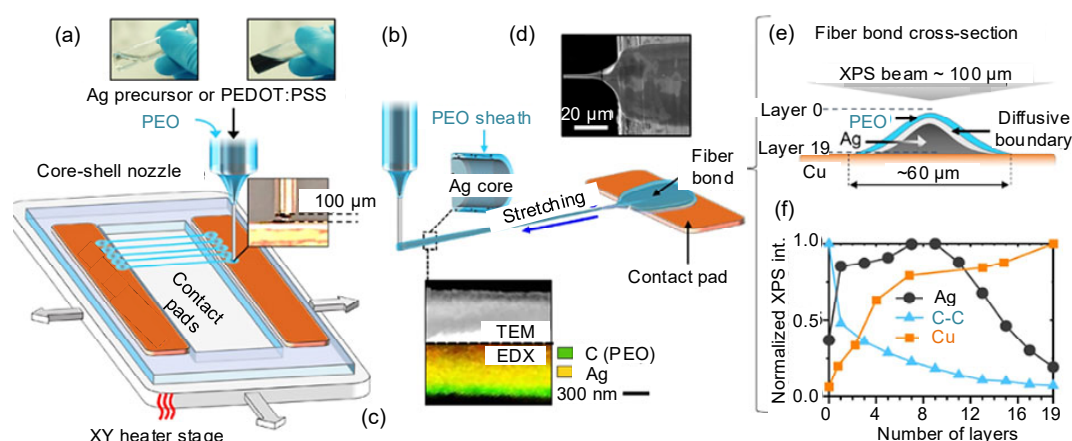 (a)
Ag precursor or PEDOT:PSS
PEO
Core-shell nozzle
100 µm
Contact
pads
XY heater stage
(b)
PEO sheath
Ag core
Stretching
Fiber
bond
Contact pad
(c)
TEM
EDX
C (PEO)
Ag
300 nm
(d)
20 µm
(e)
Fiber bond cross-section
XPS beam ~ 100 µm
Layer 0
PEO
Ag
Diffusive
boundary
Layer 19
Cu
~60 µm
(f)
Normalized XPS int.
1.0
0.5
0
Ag
C-C
Cu
0 4 8 12 16 19
Number of layers